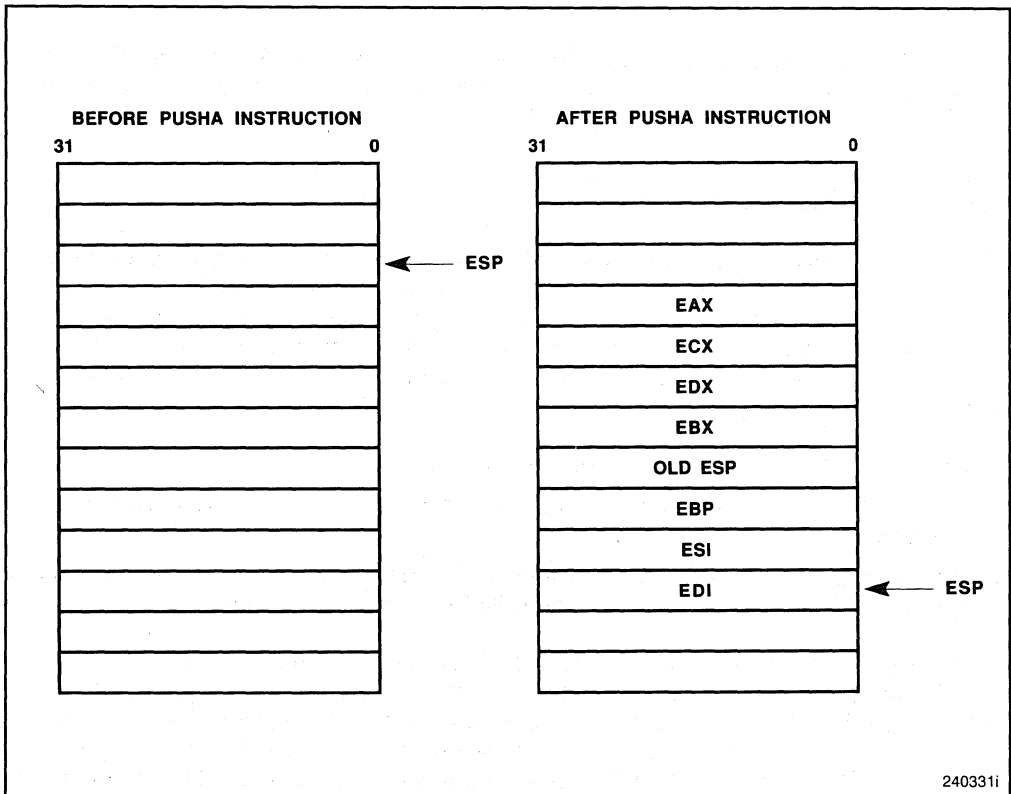 BEFORE PUSHA INSTRUCTION
31 0
ESP
AFTER PUSHA INSTRUCTION
31 0
EAX
ECX
EDX
EBX
OLD ESP
EBP
ESI
EDI
ESP
240331i